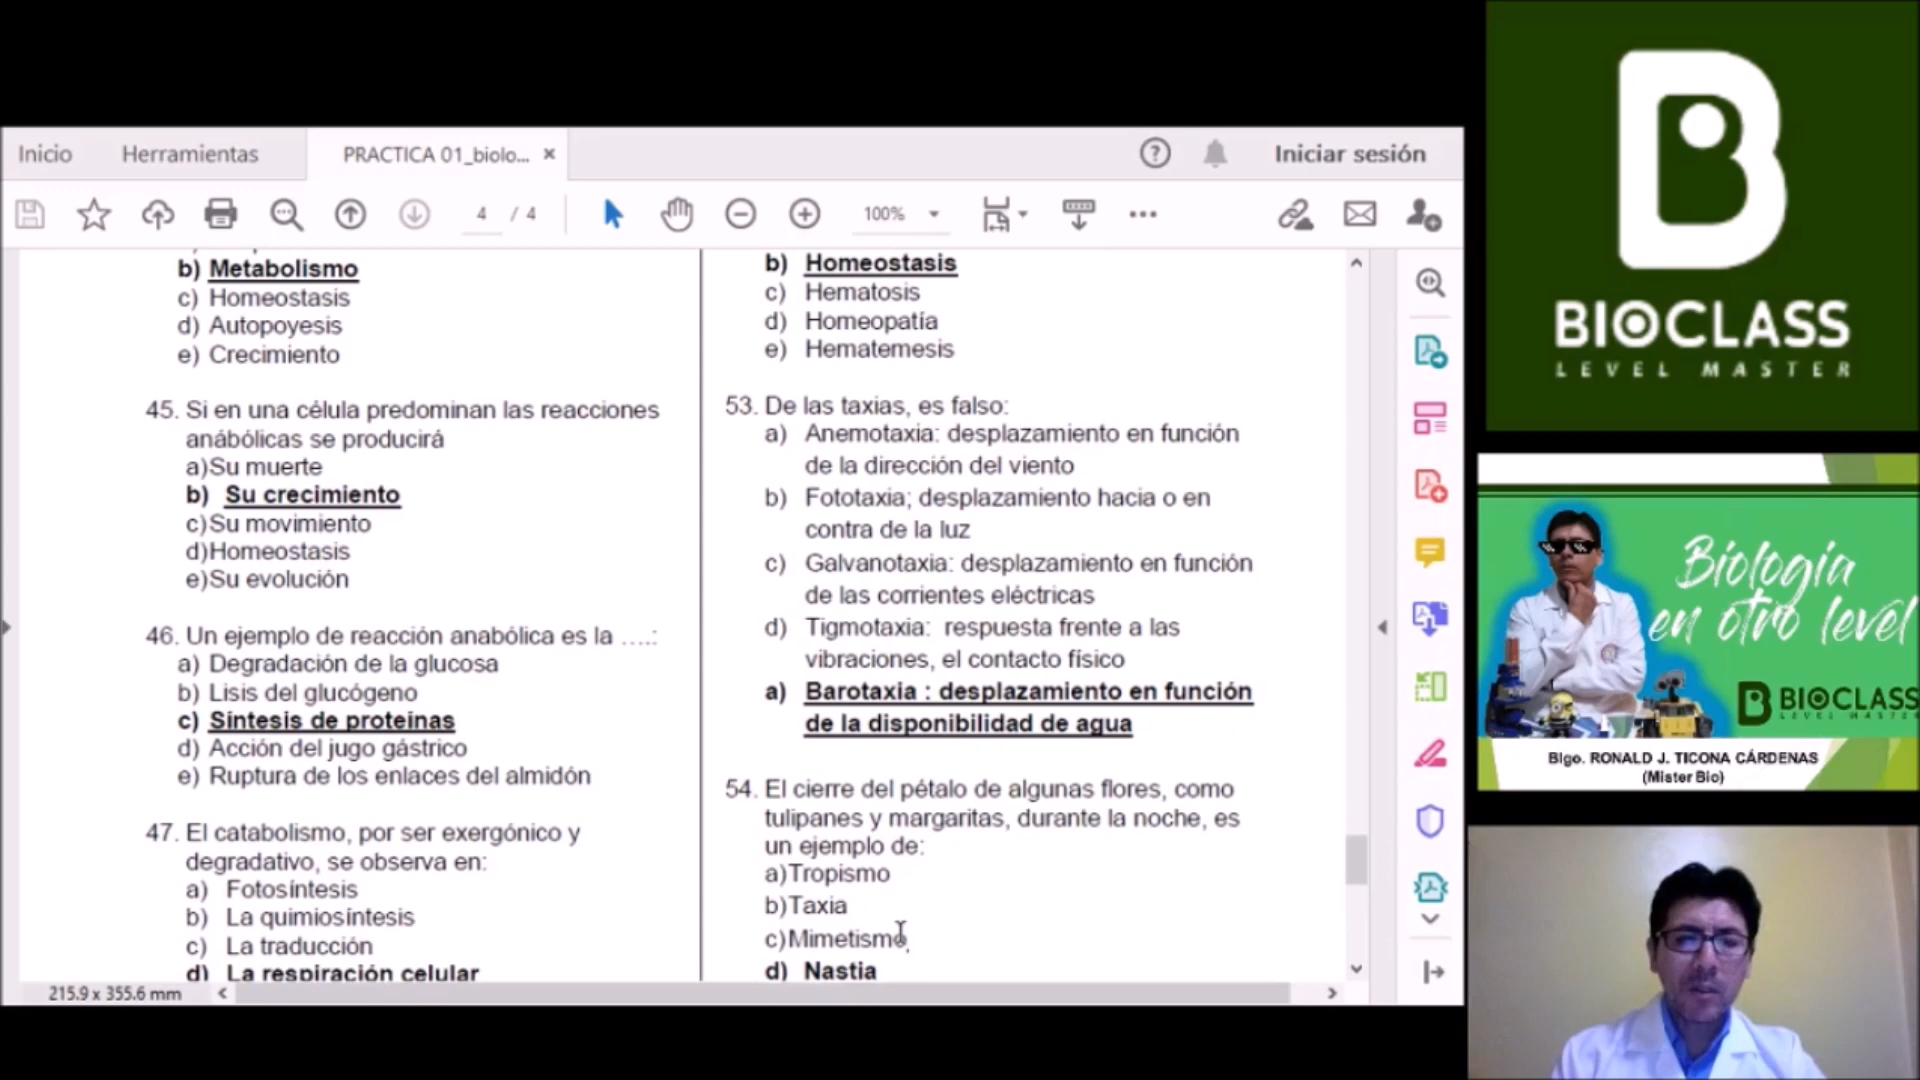 Inicio
Herramientas
PRACTICA 01_biolo...
Iniciar sesión
4 / 4
100%
b) Metabolismo
c) Homeostasis
d) Autopoyesis
e) Crecimiento
45. Si en una célula predominan las reacciones
anábólicas se producirá
a)Su muerte
b) Su crecimiento
c)Su movimiento
d)Homeostasis
e)Su evolución
46. Un ejemplo de reacción anabólica es la ….:
a) Degradación de la glucosa
b) Lisis del glucógeno
c) Síntesis de proteínas
d) Acción del jugo gástrico
e) Ruptura de los enlaces del almidón
47. El catabolismo, por ser exergónico y
degradativo, se observa en:
a) Fotosíntesis
b) La quimiosíntesis
c) La traducción
d) La respiración celular
b) Homeostasis
c) Hematosis
d) Homeopatía
e) Hematemesis
53. De las taxias, es falso:
a) Anemotaxia: desplazamiento en función
de la dirección del viento
b) Fototaxia; desplazamiento hacia o en
contra de la luz
c) Galvanotaxia: desplazamiento en función
de las corrientes eléctricas
d) Tigmotaxia: respuesta frente a las
vibraciones, el contacto físico
a) Barotaxia : desplazamiento en función
de la disponibilidad de agua
54. El cierre del pétalo de algunas flores, como
tulipanes y margaritas, durante la noche, es
un ejemplo de:
a)Tropismo
b)Taxia
c)Mimetismo
d) Nastia
215.9 x 355.6 mm
BIOCLASS
LEVEL MASTER
Biología
en otro level
BIOCLASS
LEVEL MASTER
Blgo. RONALD J. TICONA CÁRDENAS
(Mister Bio)